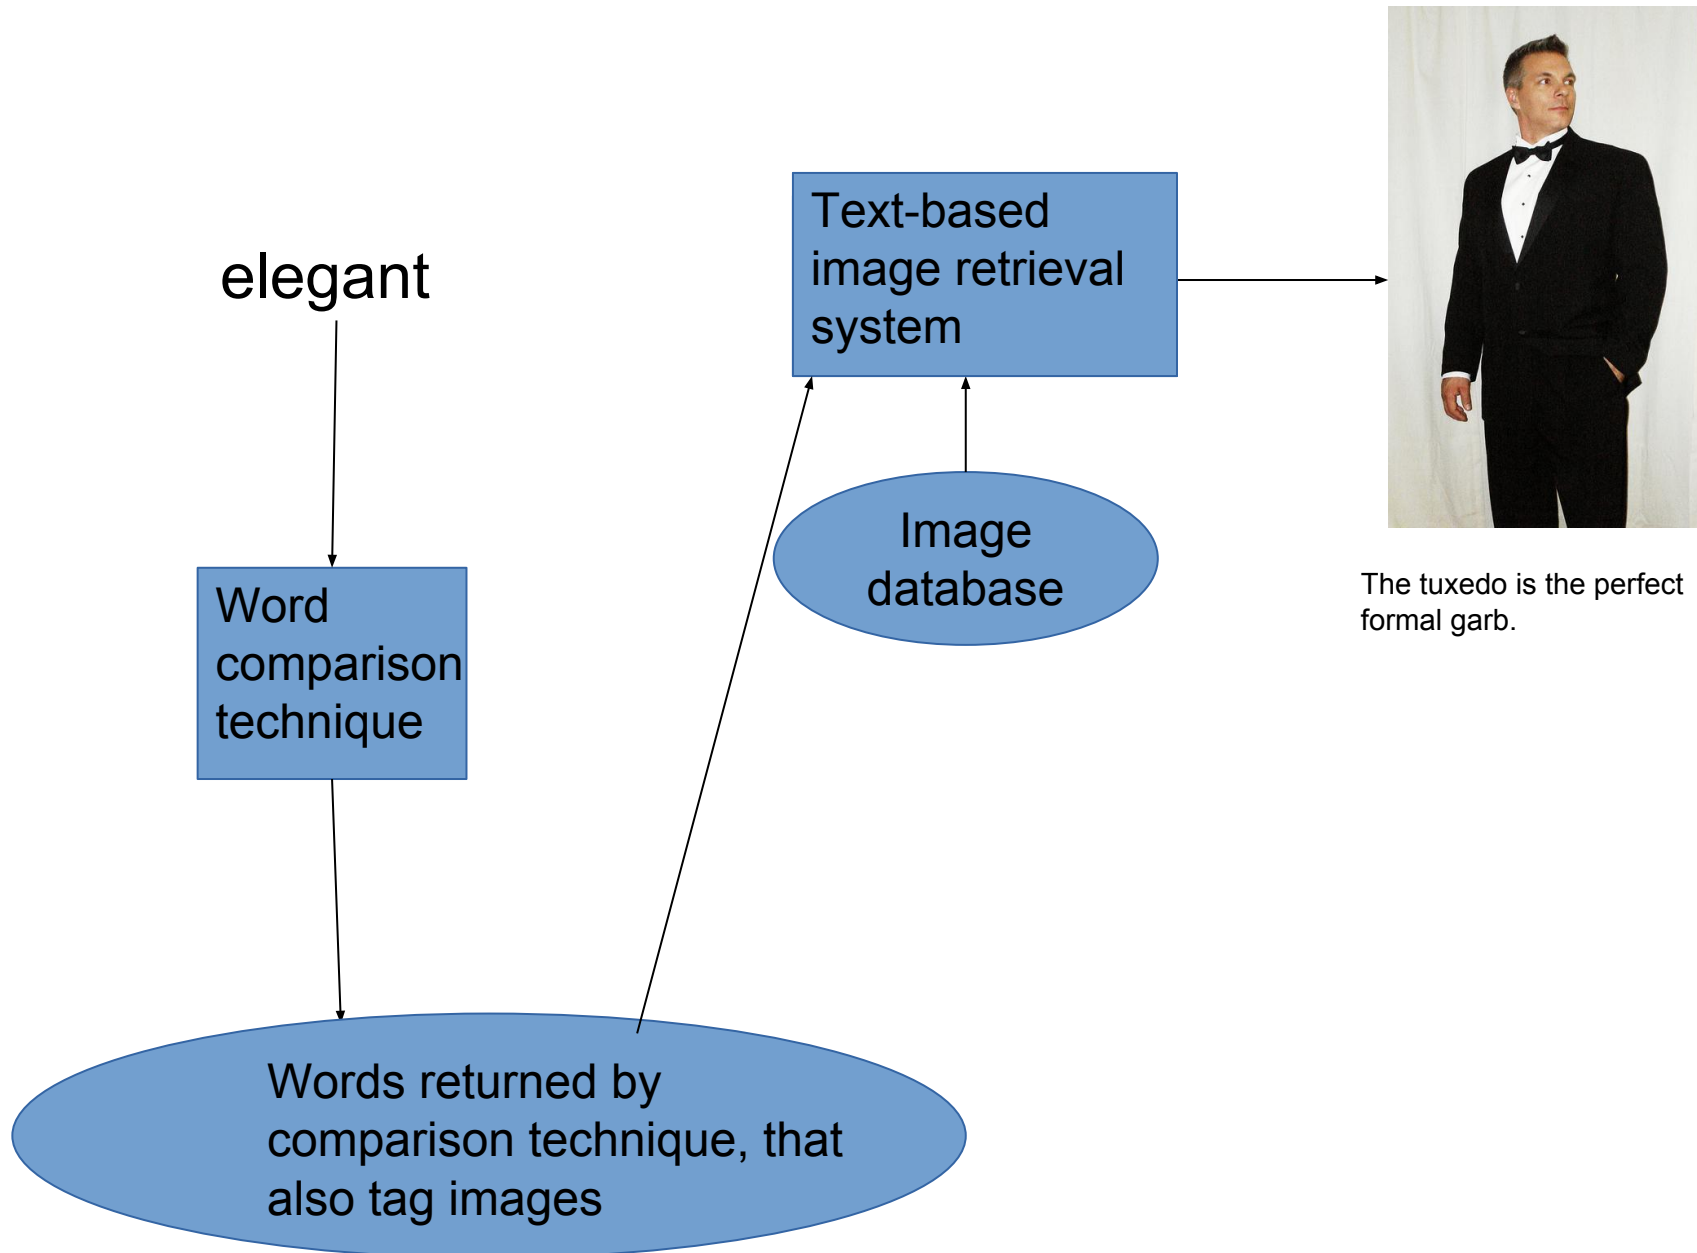 elegant
Word
comparison
technique
Words returned by
comparison technique, that
also tag images
Text-based
image retrieval
system
Image
database
The tuxedo is the perfect
formal garb.